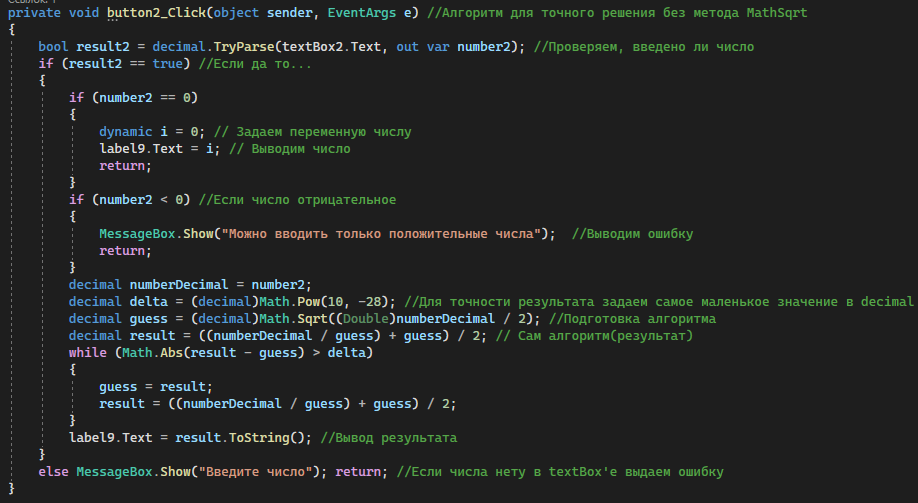 private void button2_Click(object sender, EventArgs e) //Алгоритм для точного решения без метода MathSqrt
{
    bool result2 = decimal.TryParse(textBox2.Text, out var number2); //Проверяем, введено ли число
    if (result2 == true) //Если да то...
    {
        if (number2 == 0)
        {
            dynamic i = 0; // Задаем переменную числу
            label9.Text = i; // Выводим число
            return;
        }
        if (number2 < 0) //Если число отрицательное
        {
            MessageBox.Show("Можно вводить только положительные числа");  //Выводим ошибку
            return;
        }
        decimal numberDecimal = number2;
        decimal delta = (decimal)Math.Pow(10, -28); //Для точности результата задаем самое маленькое значение в decimal
        decimal guess = (decimal)Math.Sqrt((Double)numberDecimal / 2); //Подготовка алгоритма
        decimal result = ((numberDecimal / guess) + guess) / 2; // Сам алгоритм(результат)
        while (Math.Abs(result - guess) > delta)
        {
            guess = result;
            result = ((numberDecimal / guess) + guess) / 2;
        }
        label9.Text = result.ToString(); //Вывод результата
    }
    else MessageBox.Show("Введите число"); return; //Если числа нету в textBox'е выдаем ошибку
}